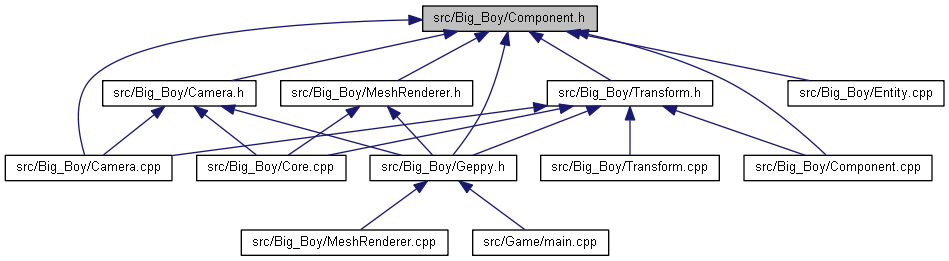 src/Big_Boy/Component.h
src/Big_Boy/Camera.h
src/Big_Boy/MeshRenderer.h
src/Big_Boy/Transform.h
src/Big_Boy/Entity.cpp
src/Big_Boy/Camera.cpp
src/Big_Boy/Core.cpp
src/Big_Boy/Geppy.h
src/Big_Boy/Transform.cpp
src/Big_Boy/Component.cpp
src/Big_Boy/MeshRenderer.cpp
src/Game/main.cpp